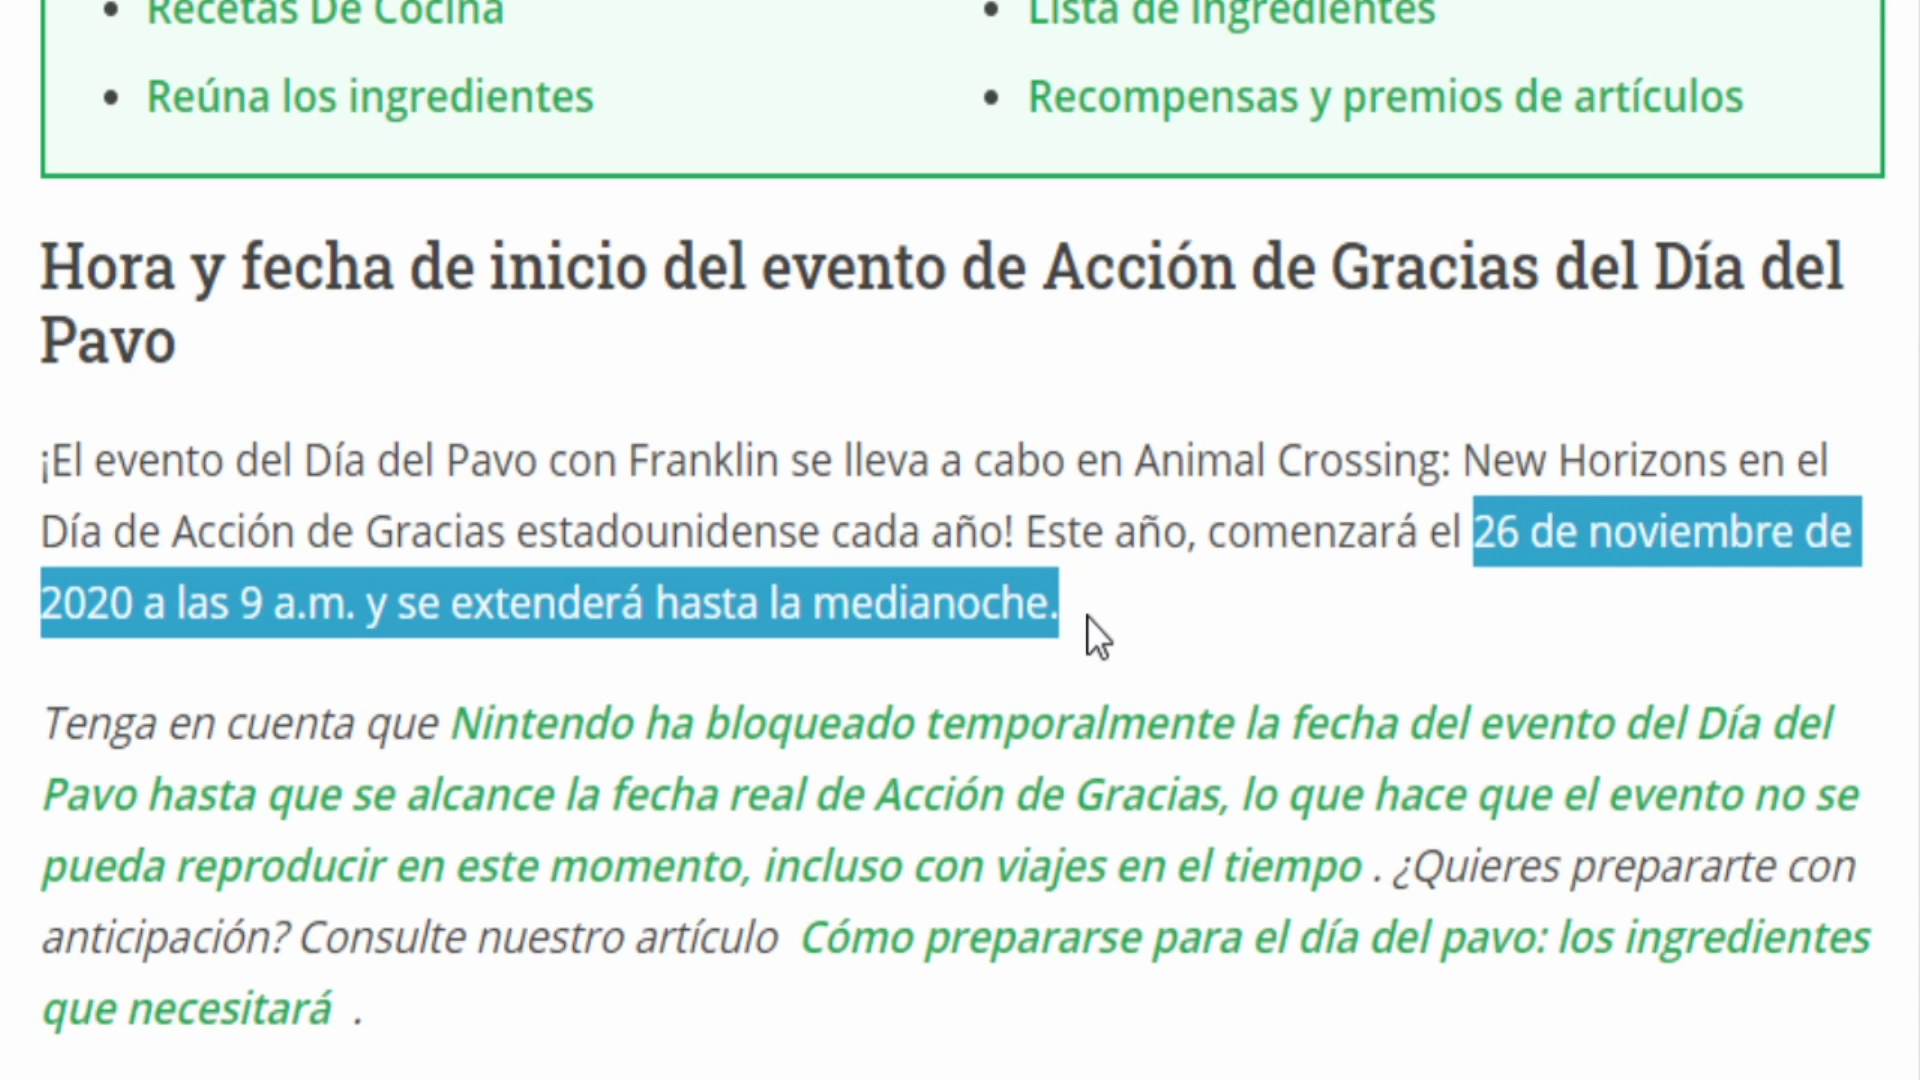 Recetas De Cocina
Lista de ingredientes
Reúna los ingredientes
Recompensas y premios de artículos
Hora y fecha de inicio del evento de Acción de Gracias del Día del
Pavo
¡El evento del Día del Pavo con Franklin se lleva a cabo en Animal Crossing: New Horizons en el
Día de Acción de Gracias estadounidense cada año! Este año, comenzará el 26 de noviembre de
2020 a las 9 a.m. y se extenderá hasta la medianoche.
Tenga en cuenta que Nintendo ha bloqueado temporalmente la fecha del evento del Día del
Pavo hasta que se alcance la fecha real de Acción de Gracias, lo que hace que el evento no se
pueda reproducir en este momento, incluso con viajes en el tiempo . ¿Quieres prepararte con
anticipación? Consulte nuestro artículo Cómo prepararse para el día del pavo: los ingredientes
que necesitará .